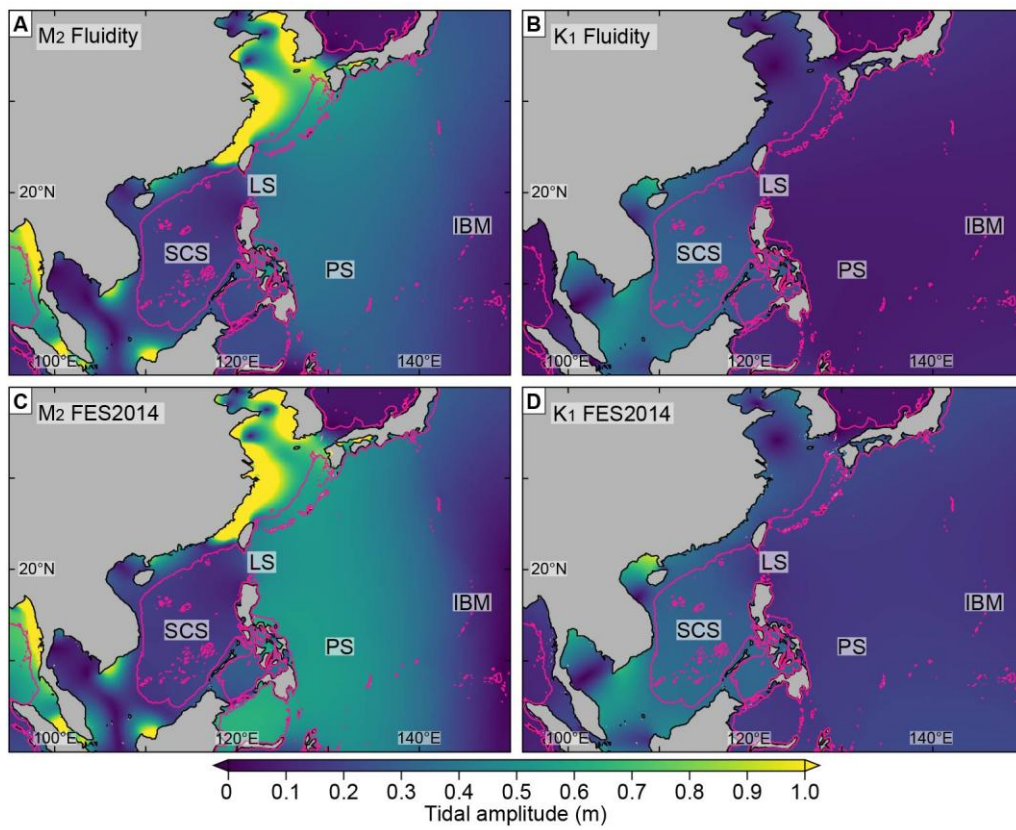 A M2 Fluidity
20°N
LS
SCS
PS
IBM
100°E 120°E 140°E
B K1 Fluidity
20°N
LS
SCS
PS
IBM
100°E 120°E 140°E
C M2 FES2014
20°N
LS
SCS
PS
IBM
100°E 120°E 140°E
D K1 FES2014
20°N
LS
SCS
PS
IBM
100°E 120°E 140°E
0 0.1 0.2 0.3 0.4 0.5 0.6 0.7 0.8 0.9 1.0
Tidal amplitude (m)